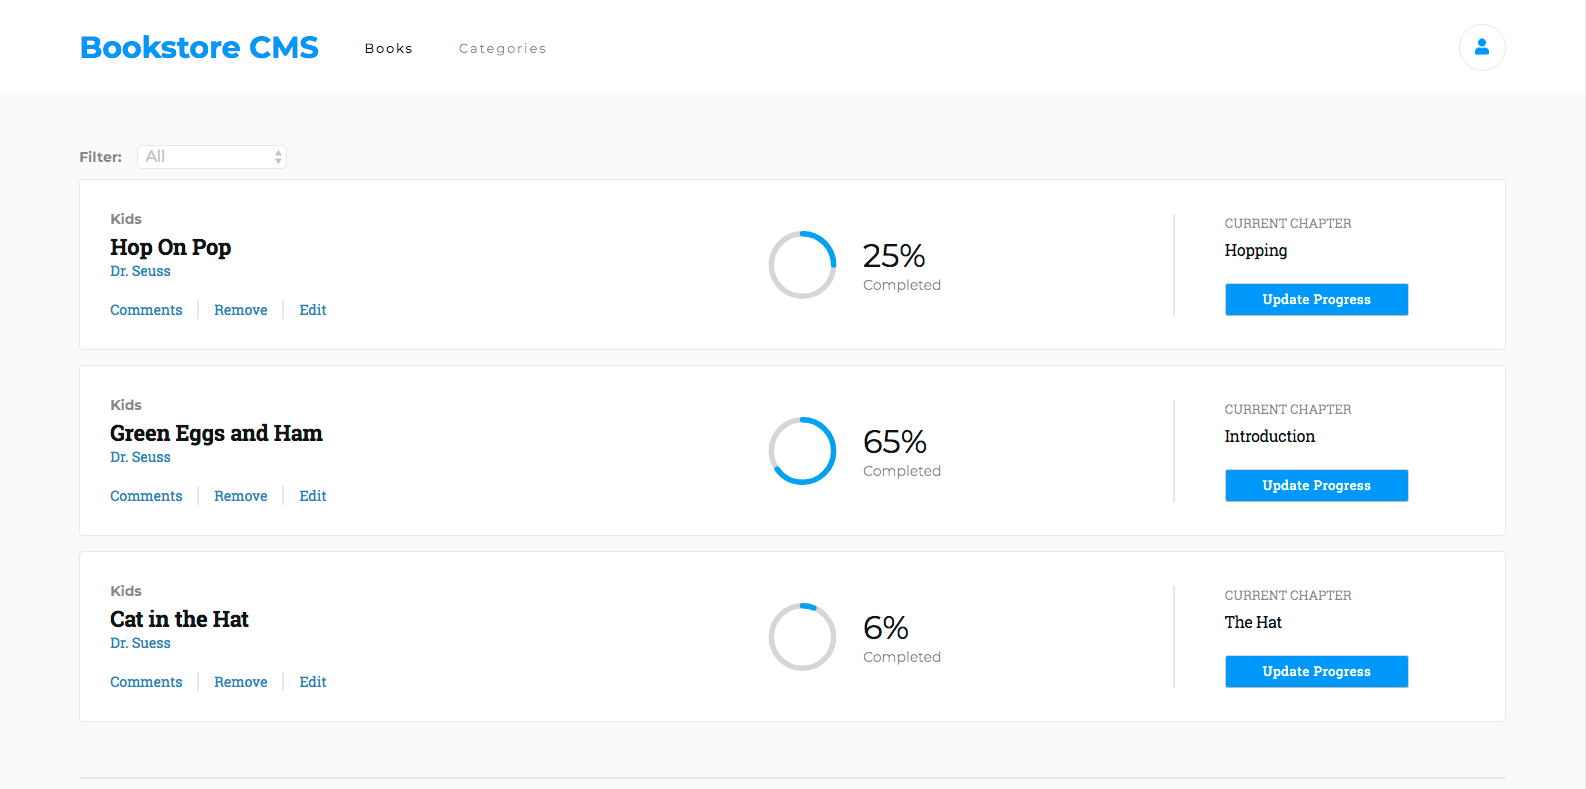 Bookstore CMS Books Categories
Filter: All
Kids
Hop On Pop
Dr. Seuss
Comments Remove Edit
25%
Completed
CURRENT CHAPTER
Hopping
Update Progress
Kids
Green Eggs and Ham
Dr. Seuss
Comments Remove Edit
65%
Completed
CURRENT CHAPTER
Introduction
Update Progress
Kids
Cat in the Hat
Dr. Suess
Comments Remove Edit
6%
Completed
CURRENT CHAPTER
The Hat
Update Progress